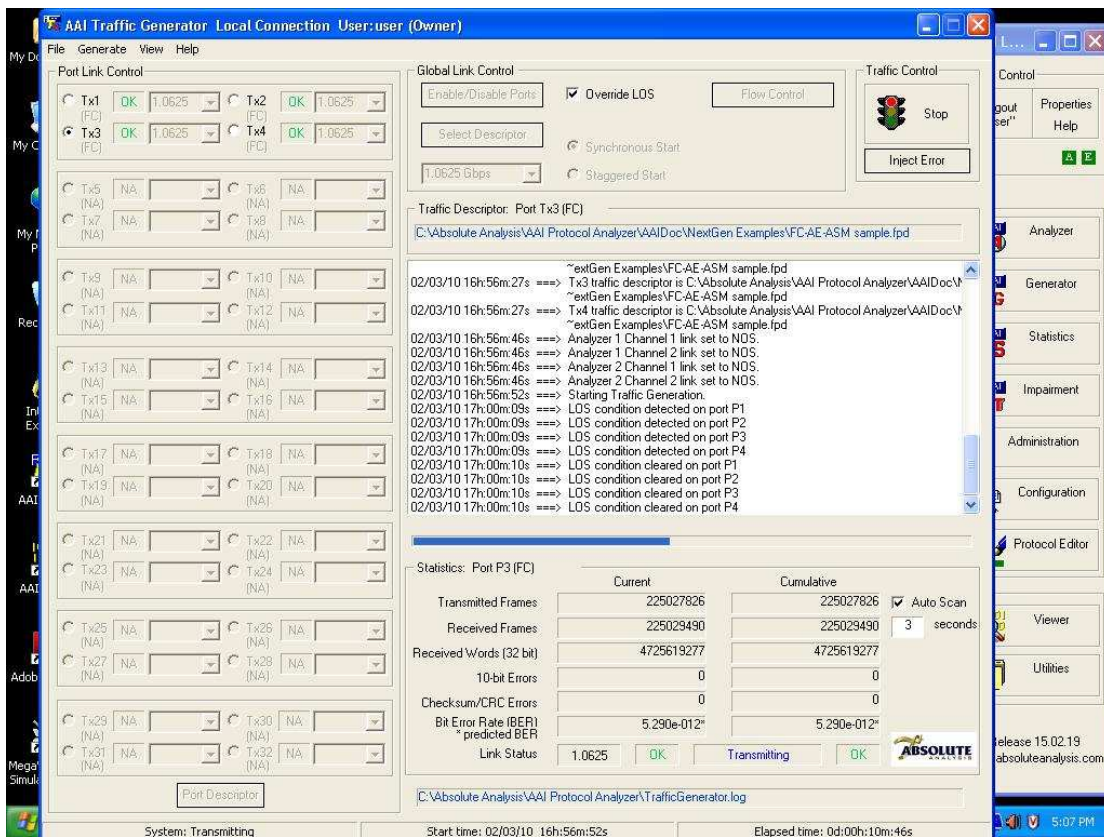 AAI Traffic Generator Local Connection User:user (Owner)
File Generate View Help
Port Link Control
Tx1 OK 1.0625 Tx2 OK 1.0625
(FC) (FC)
Tx3 OK 1.0625 Tx4 OK 1.0625
(FC) (FC)
Tx5 NA Tx6 NA
(NA) (NA)
Tx7 NA Tx8 NA
(NA) (NA)
Tx9 NA Tx10 NA
(NA) (NA)
Tx11 NA Tx12 NA
(NA) (NA)
Tx13 NA Tx14 NA
(NA) (NA)
Tx15 NA Tx16 NA
(NA) (NA)
Tx17 NA Tx18 NA
(NA) (NA)
Tx19 NA Tx20 NA
(NA) (NA)
Tx21 NA Tx22 NA
(NA) (NA)
Tx23 NA Tx24 NA
(NA) (NA)
Tx25 NA Tx26 NA
(NA) (NA)
Tx27 NA Tx28 NA
(NA) (NA)
Tx29 NA Tx30 NA
(NA) (NA)
Tx31 NA Tx32 NA
(NA) (NA)
Port Descriptor
Global Link Control
Enable/Disable Ports Override LOS Flow Control
Select Descriptor
Synchronous Start
1.0625 Gbps Staggered Start
Traffic Control
Stop
Inject Error
Traffic Descriptor: Port Tx3 (FC)
C:\Absolute Analysis\AAI Protocol Analyzer\AAIDoc\NextGen Examples\FC-AE-ASM sample.fpd
~extGen Examples\FC-AE-ASM sample.fpd
02/03/10 16h:56m:27s ===> Tx3 traffic descriptor is C:\Absolute Analysis\AAI Protocol Analyzer\AAIDoc\N
~extGen Examples\FC-AE-ASM sample.fpd
02/03/10 16h:56m:27s ===> Tx4 traffic descriptor is C:\Absolute Analysis\AAI Protocol Analyzer\AAIDoc\N
~extGen Examples\FC-AE-ASM sample.fpd
02/03/10 16h:56m:46s ===> Analyzer 1 Channel 1 link set to NOS.
02/03/10 16h:56m:46s ===> Analyzer 1 Channel 2 link set to NOS.
02/03/10 16h:56m:46s ===> Analyzer 2 Channel 1 link set to NOS.
02/03/10 16h:56m:46s ===> Analyzer 2 Channel 2 link set to NOS.
02/03/10 16h:56m:52s ===> Starting Traffic Generation.
02/03/10 17h:00m:09s ===> LOS condition detected on port P1
02/03/10 17h:00m:09s ===> LOS condition detected on port P2
02/03/10 17h:00m:09s ===> LOS condition detected on port P3
02/03/10 17h:00m:09s ===> LOS condition detected on port P4
02/03/10 17h:00m:10s ===> LOS condition cleared on port P1
02/03/10 17h:00m:10s ===> LOS condition cleared on port P2
02/03/10 17h:00m:10s ===> LOS condition cleared on port P3
02/03/10 17h:00m:10s ===> LOS condition cleared on port P4
Statistics: Port P3 (FC)
Current Cumulative
Transmitted Frames 225027826 225027826 Auto Scan
Received Frames 225029490 225029490 3 seconds
Received Words (32 bit) 4725619277 4725619277
10-bit Errors 0 0
Checksum/CRC Errors 0 0
Bit Error Rate (BER) 5.290e-012* 5.290e-012*
* predicted BER
Link Status 1.0625 OK Transmitting OK
ABSOLUTE
ANALYSIS
C:\Absolute Analysis\AAI Protocol Analyzer\TrafficGenerator.log
System: Transmitting Start time: 02/03/10 16h:56m:52s Elapsed time: 0d:00h:10m:46s
L...
Control
gout
ser"
Properties
Help
A E
Analyzer
Generator
Statistics
Impairment
Administration
Configuration
Protocol Editor
Viewer
Utilities
elease 15.02.19
absoluteanalysis.com
5:07 PM
My Do
My C
My N
P
Rec
Int
Ex
AAI
AAI
Adob
Mega
Simula